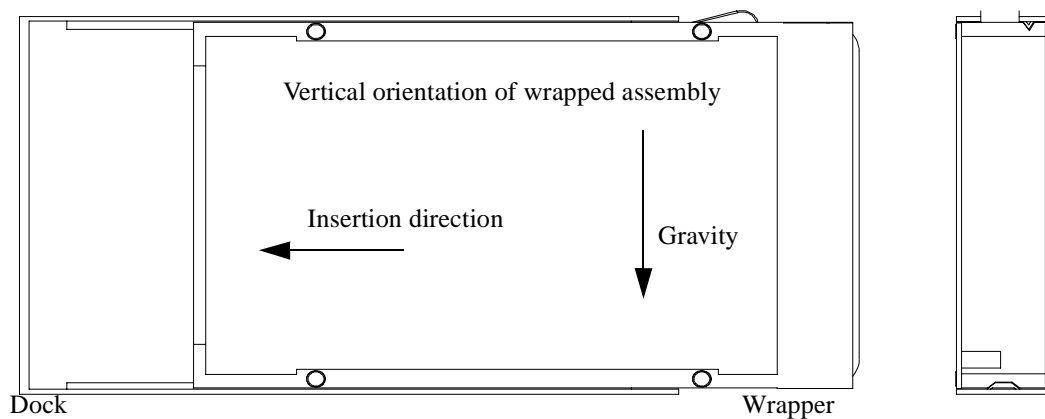 Vertical orientation of wrapped assembly
Insertion direction
Gravity
Dock
Wrapper